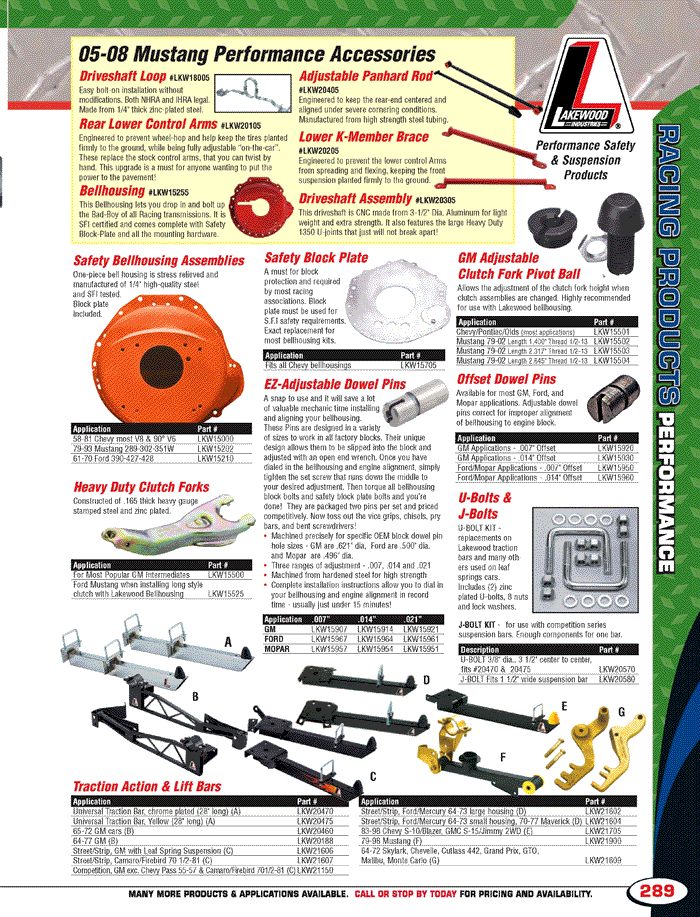 05-08 Mustang Performance Accessories
Driveshaft Loop #LKW18005
Easy bolt-on installation without
modifications. Both NHRA and IHRA legal.
Made from 1/4" thick zinc-plated steel.
Rear Lower Control Arms #LKW20105
Engineered to prevent wheel-hop and help keep the tires planted
firmly to the ground, while being fully adjustable "on-the-car".
These replace the stock control arms, that you can twist by
hand. This upgrade is a must for anyone wanting to put the
power to the pavement!
Bellhousing #LKW15255
This Bellhousing lets you drop in and bolt up
the Bad-Boy of all Racing transmissions. It is
SFI certified and comes complete with Safety
Block-Plate and all the mounting hardware.
Adjustable Panhard Rod
#LKW20405
Engineered to keep the rear-end centered and
aligned under severe cornering conditions.
Manufactured from high strength steel tubing.
Lower K-Member Brace
#LKW20205
Engineered to prevent the lower control Arms
from spreading and flexing, keeping the front
suspension planted firmly to the ground.
Driveshaft Assembly #LKW20305
This driveshaft is CNC made from 3-1/2" Dia. Aluminum for light
weight and extra strength. It also features the large Heavy Duty
1350 U-joints that just will not break apart!
LAKEWOOD
INDUSTRIES
®
Performance Safety
& Suspension
Products
RACING PRODUCTS PERFORMANCE
Safety Bellhousing Assemblies
One-piece bell housing is stress relieved and
manufactured of 1/4" high-quality steel
and SFI tested.
Block plate
included.
Application Part #
58-81 Chevy most V8 & 90° V6 LKW15000
79-93 Mustang 289-302-351W LKW15202
61-70 Ford 390-427-428 LKW15210
Heavy Duty Clutch Forks
Constructed of .165 thick heavy gauge
stamped steel and zinc plated.
Application Part #
For Most Popular GM Intermediates LKW15500
Ford Mustang when installing long style
clutch with Lakewood Bellhousing LKW15525
Safety Block Plate
A must for block
protection and required
by most racing
associations. Block
plate must be used for
S.F.I safety requirements.
Exact replacement for
most bellhousing kits.
Application Part #
Fits all Chevy bellhousings LKW15705
EZ-Adjustable Dowel Pins
A snap to use and it will save a lot
of valuable mechanic time installing
and aligning your bellhousing.
These Pins are designed in a variety
of sizes to work in all factory blocks. Their unique
design allows them to be slipped into the block and
adjusted with an open end wrench. Once you have
dialed in the bellhousing and engine alignment, simply
tighten the set screw that runs down the middle to
your desired adjustment. Then torque all bellhousing
block bolts and safety block plate bolts and you're
done! They are packaged two pins per set and priced
competitively. Now toss out the vice grips, chisels, pry
bars, and bent screwdrivers!
• Machined precisely for specific OEM block dowel pin
hole sizes - GM are .621" dia, Ford are .500" dia.
and Mopar are .496" dia.
• Three ranges of adjustment - .007, .014 and .021
• Machined from hardened steel for high strength
• Complete installation instructions allow you to dial in
your bellhousing and engine alignment in record
time - usually just under 15 minutes!
Application .007" .014" .021"
GM LKW15907 LKW15914 LKW15921
FORD LKW15967 LKW15964 LKW15961
MOPAR LKW15957 LKW15954 LKW15951
GM Adjustable
Clutch Fork Pivot Ball
Allows the adjustment of the clutch fork height when
clutch assemblies are changed. Highly recommended
for use with Lakewood bellhousing.
Application Part #
Chevy/Pontiac/Olds (most applications) LKW15501
Mustang 79-02 Length 1.400" Thread 1/2-13 LKW15502
Mustang 79-02 Length 2.317" Thread 1/2-13 LKW15503
Mustang 79-02 Length 2.645" Thread 1/2-13 LKW15504
Offset Dowel Pins
Available for most GM, Ford, and
Mopar applications. Adjustable dowel
pins correct for improper alignment
of bellhousing to engine block.
Application Part #
GM Applications - .007" Offset LKW15920
GM Applications - .014" Offset LKW15930
Ford/Mopar Applications - .007" Offset LKW15950
Ford/Mopar Applications - .014" Offset LKW15960
U-Bolts &
J-Bolts
U-BOLT KIT -
replacements on
Lakewood traction
bars and many oth-
ers used on leaf
springs cars.
Includes (2) zinc
plated U-bolts, 8 nuts
and lock washers.
J-BOLT KIT - for use with competition series
suspension bars. Enough components for one bar.
Description Part #
U-BOLT 3/8" dia., 3 1/2" center to center,
fits #20470 & 20475 LKW20570
J-BOLT Fits 1 1/2" wide suspension bar LKW20580
A
B
C
D
E
F
G
Traction Action & Lift Bars
Application Part #
Universal Traction Bar, chrome plated (28" long) (A) LKW20470
Universal Traction Bar, Yellow (28" long) (A) LKW20475
65-72 GM cars (B) LKW20460
64-77 GM (B) LKW20188
Street/Strip, GM with Leaf Spring Suspension (C) LKW21606
Street/Strip, Camaro/Firebird 70 1/2-81 (C) LKW21607
Competition, GM exc. Chevy Pass 55-57 & Camaro/Firebird 701/2-81 (C) LKW21150
Application Part #
Street/Strip, Ford/Mercury 64-73 large housing (D) LKW21602
Street/Strip, Ford/Mercury 64-73 small housing, 70-77 Maverick (D) LKW21604
83-98 Chevy S-10/Blazer, GMC S-15/Jimmy 2WD (E) LKW21705
79-98 Mustang (F) LKW21900
64-72 Skylark, Chevelle, Cutlass 442, Grand Prix, GTO,
Malibu, Monte Carlo (G) LKW21609
MANY MORE PRODUCTS & APPLICATIONS AVAILABLE. CALL OR STOP BY TODAY FOR PRICING AND AVAILABILITY.
289